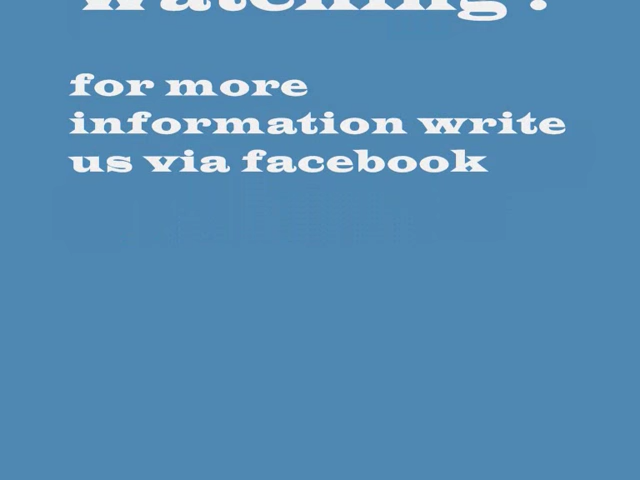 watching !
for more
information write
us via facebook